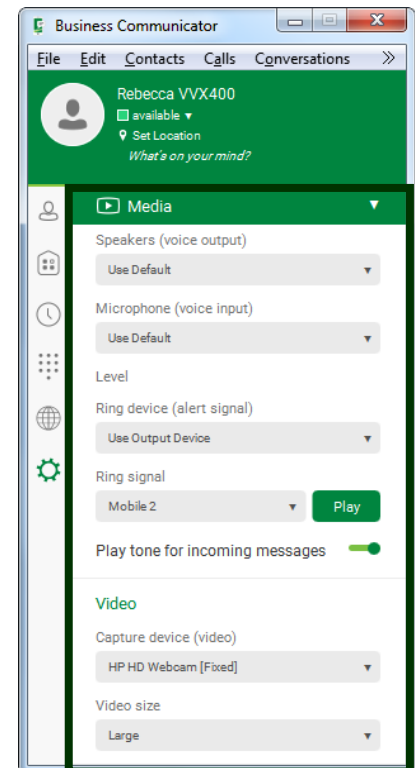 Business Communicator
File Edit Contacts Calls Conversations »
Rebecca VVX400
available ▾
Set Location
What's on your mind?
Media
Speakers (voice output)
Use Default
Microphone (voice input)
Use Default
Level
Ring device (alert signal)
Use Output Device
Ring signal
Mobile 2 Play
Play tone for incoming messages
Video
Capture device (video)
HP HD Webcam [Fixed]
Video size
Large